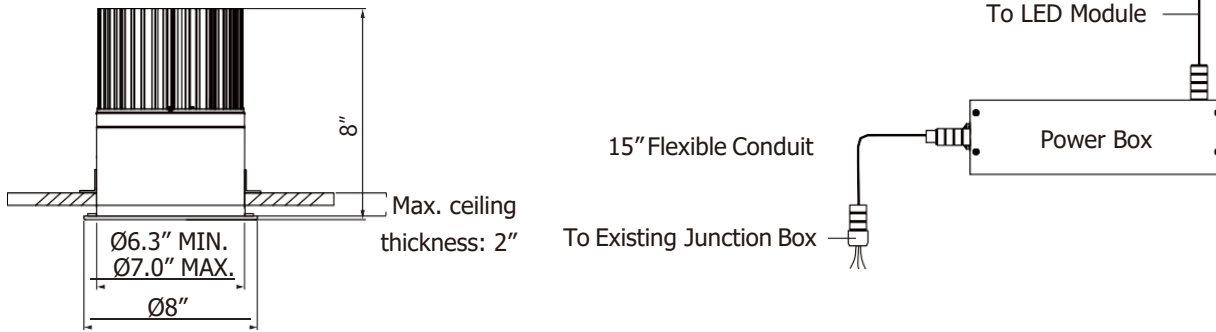 8″
Max. ceiling
thickness: 2″
Ø6.3″ MIN.
Ø7.0″ MAX.
Ø8″
To LED Module
15″ Flexible Conduit
Power Box
To Existing Junction Box